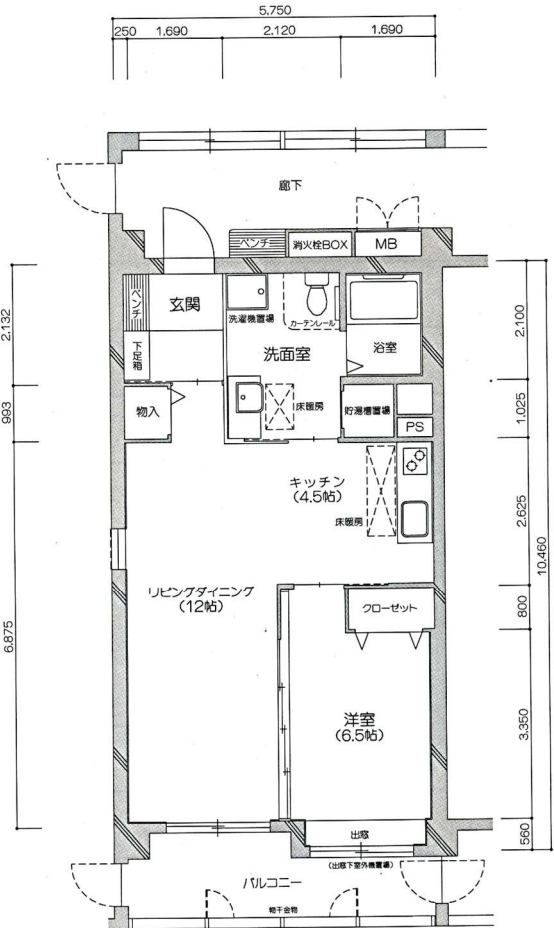 5.750
250 1.690 2.120 1.690
廊下
ベンチ 消火栓BOX MB
ベンチ 玄関
洗濯機置場 カーテンレール
2.132
2.100
洗面室 浴室
下足箱
993
物入 床暖房 貯湯槽置場
1.025
PS
キッチン
(4.5帖)
床暖房
2.625
10.460
リビングダイニング
(12帖)
クローゼット
800
6.875
洋室
(6.5帖)
3.350
出窓
560
(出窓下室外機置場)
バルコニー
物干金物